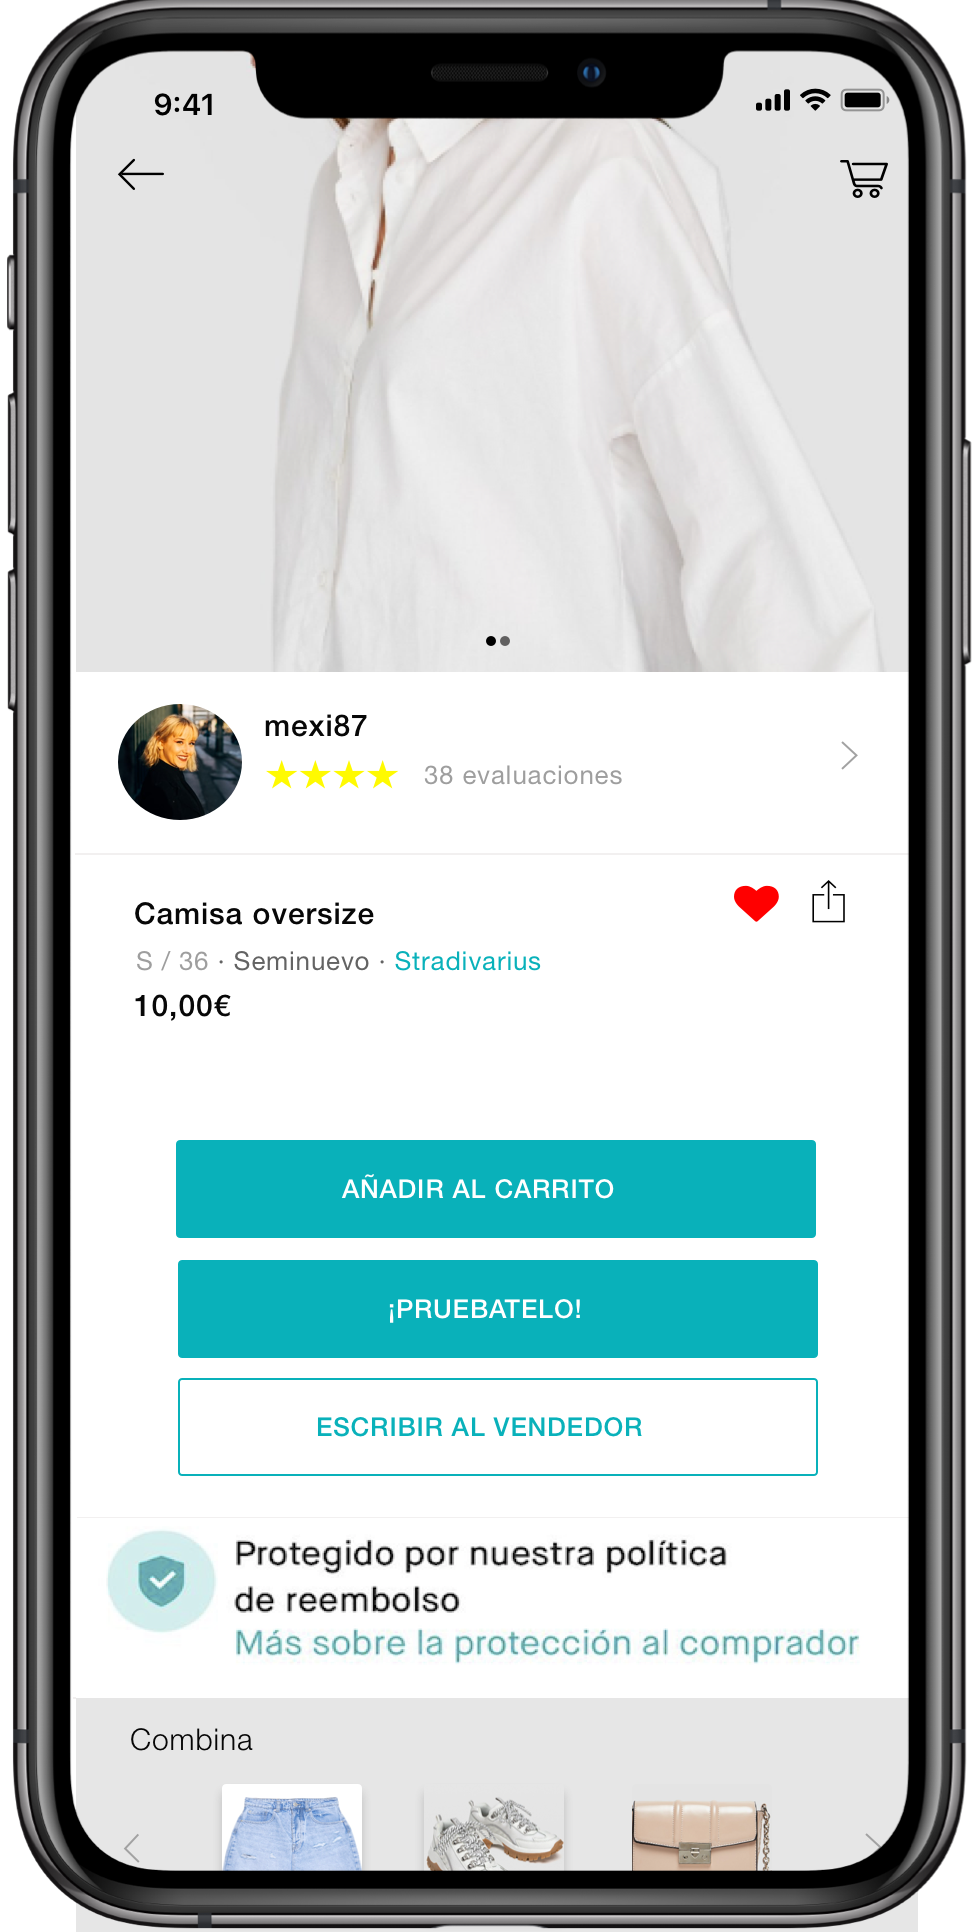 9:41
mexi87
38 evaluaciones
Camisa oversize
S / 36 · Seminuevo · Stradivarius
10,00€
AÑADIR AL CARRITO
¡PRUEBATELO!
ESCRIBIR AL VENDEDOR
Protegido por nuestra política
de reembolso
Más sobre la protección al comprador
Combina